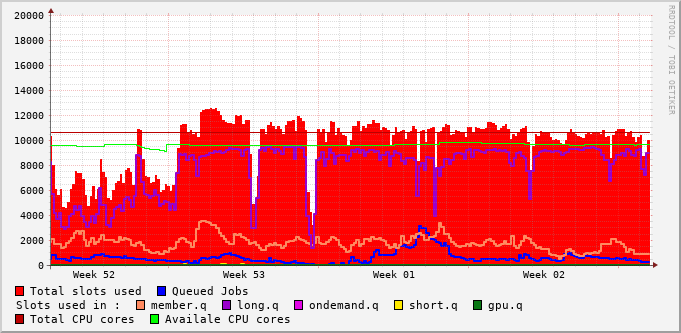 20000
18000
16000
14000
12000
10000
8000
6000
4000
2000
0
Week 52 Week 53 Week 01 Week 02
RRDTOOL / TOBI OETIKER
Total slots used Queued Jobs
Slots used in : member.q long.q ondemand.q short.q gpu.q
Total CPU cores Availale CPU cores